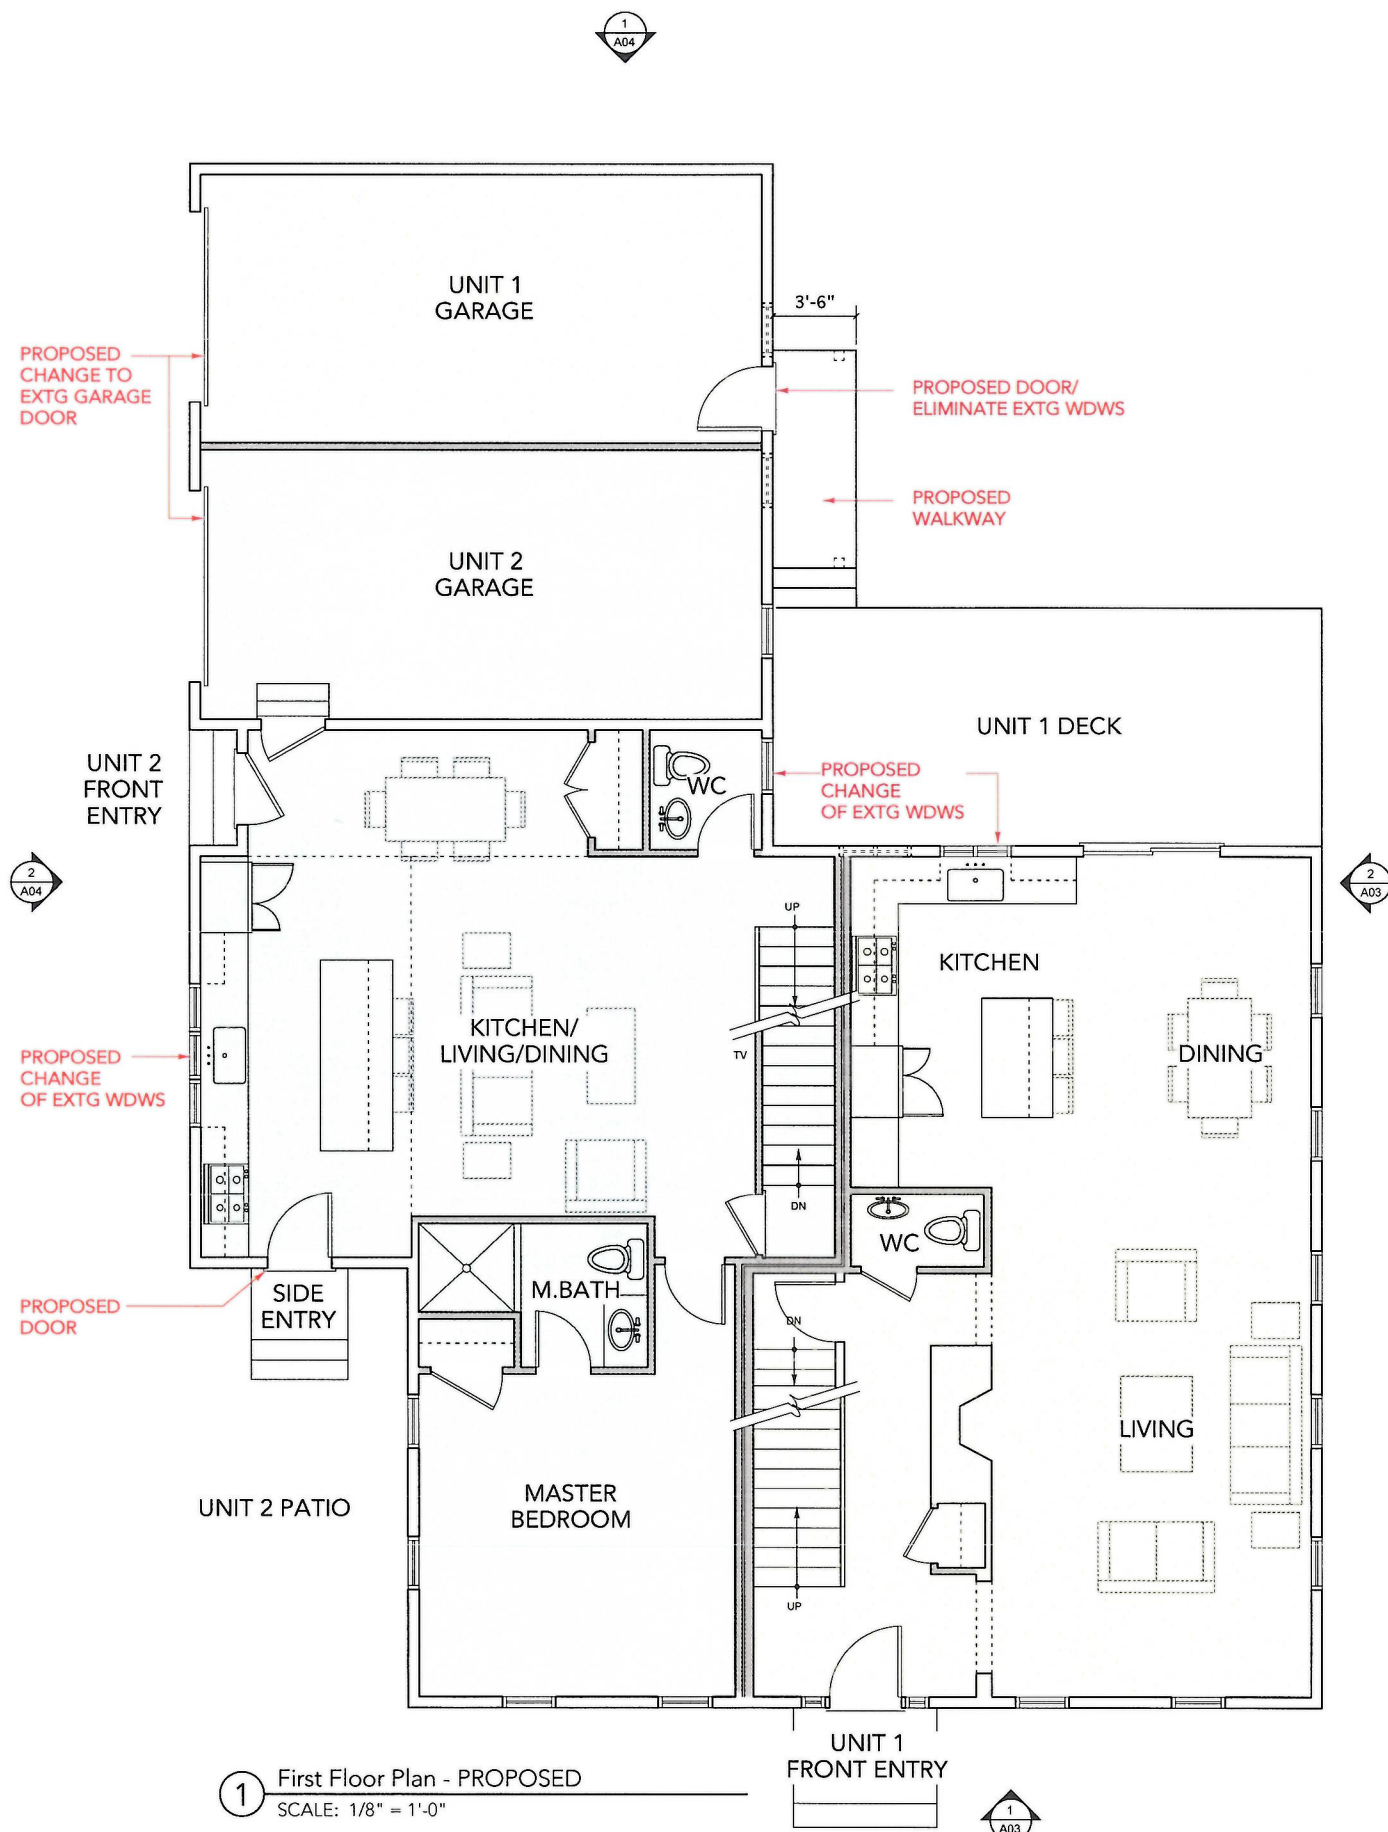 1
A04
UNIT 1
GARAGE
3'-6"
PROPOSED
CHANGE TO
EXTG GARAGE
DOOR
PROPOSED DOOR/
ELIMINATE EXTG WDWS
PROPOSED
WALKWAY
UNIT 2
GARAGE
UNIT 1 DECK
UNIT 2
FRONT
ENTRY
WC
PROPOSED
CHANGE
OF EXTG WDWS
2
A04
2
A03
UP
KITCHEN
KITCHEN/
LIVING/DINING
TV
DINING
PROPOSED
CHANGE
OF EXTG WDWS
DN
WC
SIDE
ENTRY
M.BATH
PROPOSED
DOOR
DN
LIVING
UNIT 2 PATIO
MASTER
BEDROOM
UP
UNIT 1
FRONT ENTRY
1
First Floor Plan - PROPOSED
SCALE: 1/8" = 1'-0"
1
A03